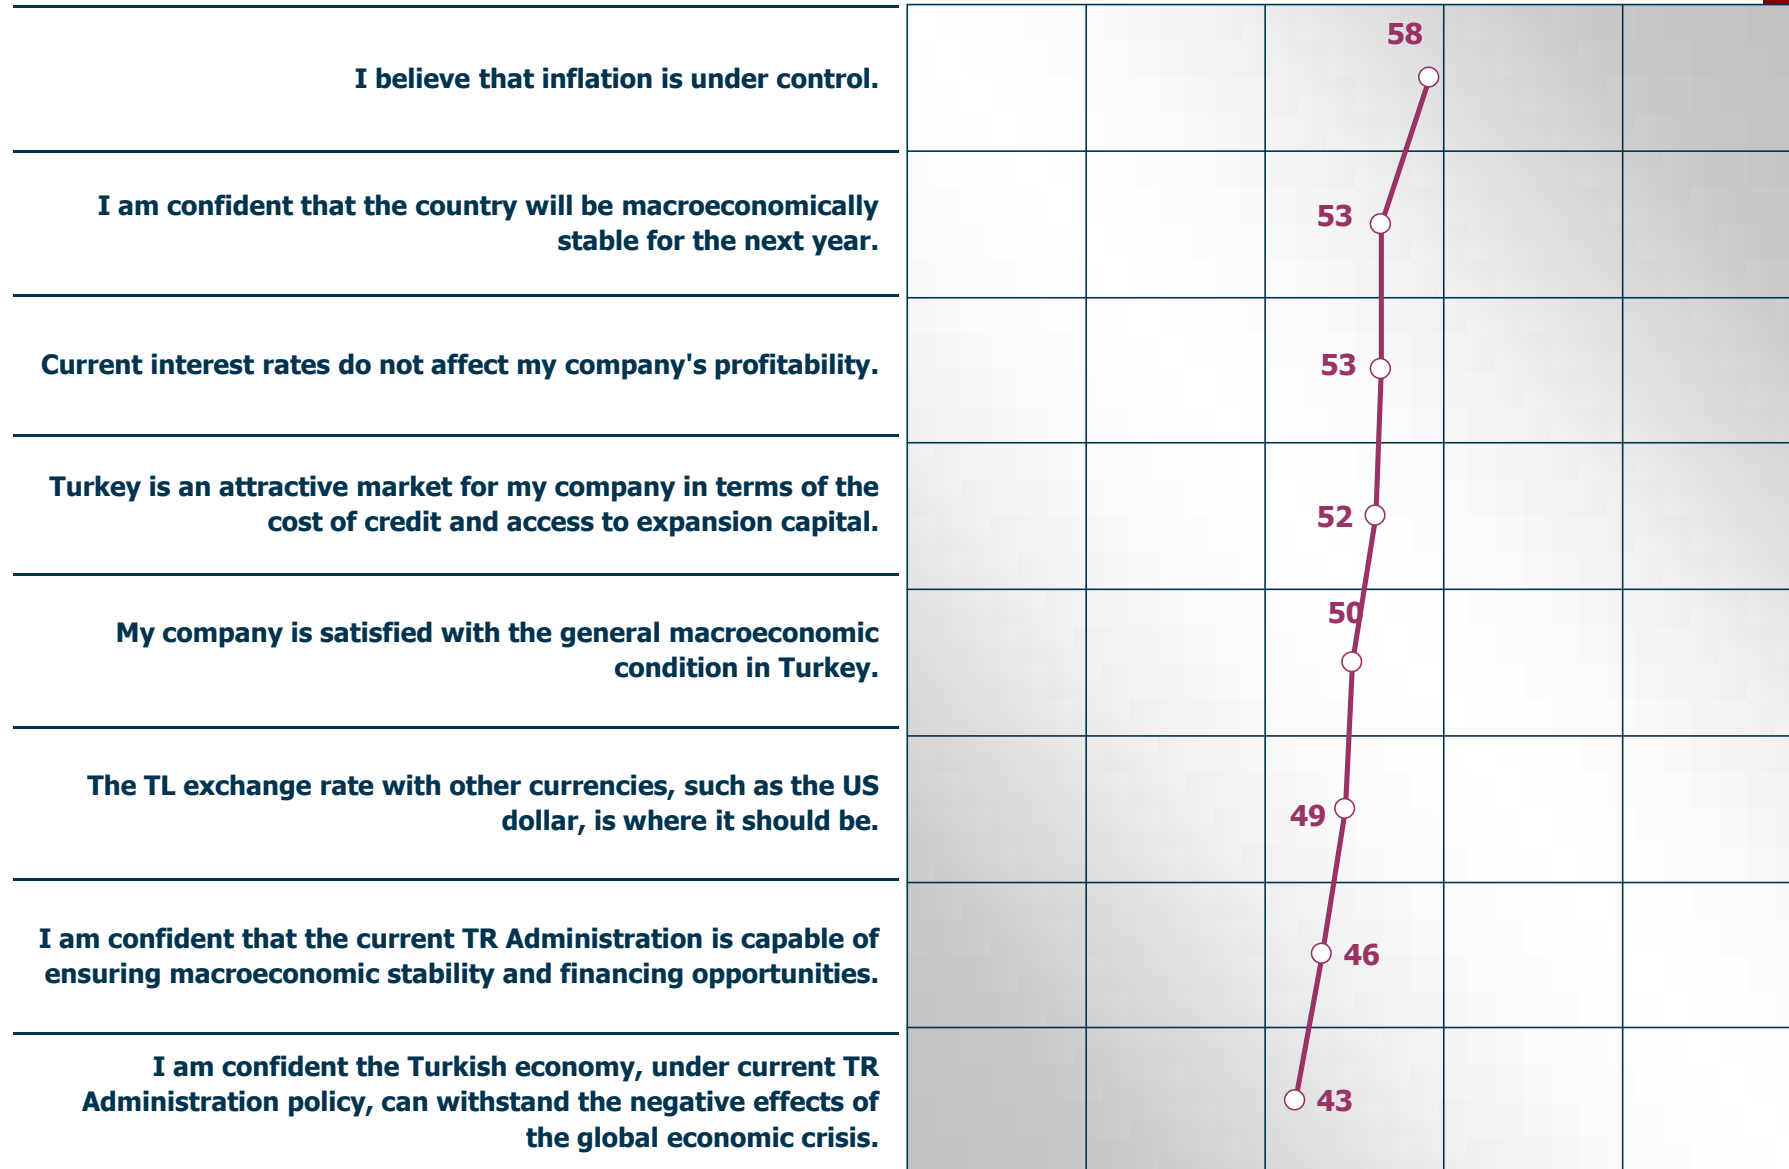 58
I believe that inflation is under control.
I am confident that the country will be macroeconomically
stable for the next year.
53
Current interest rates do not affect my company's profitability.
53
Turkey is an attractive market for my company in terms of the
cost of credit and access to expansion capital.
52
50
My company is satisfied with the general macroeconomic
condition in Turkey.
The TL exchange rate with other currencies, such as the US
dollar, is where it should be.
49
I am confident that the current TR Administration is capable of
ensuring macroeconomic stability and financing opportunities.
46
I am confident the Turkish economy, under current TR
Administration policy, can withstand the negative effects of
the global economic crisis.
43